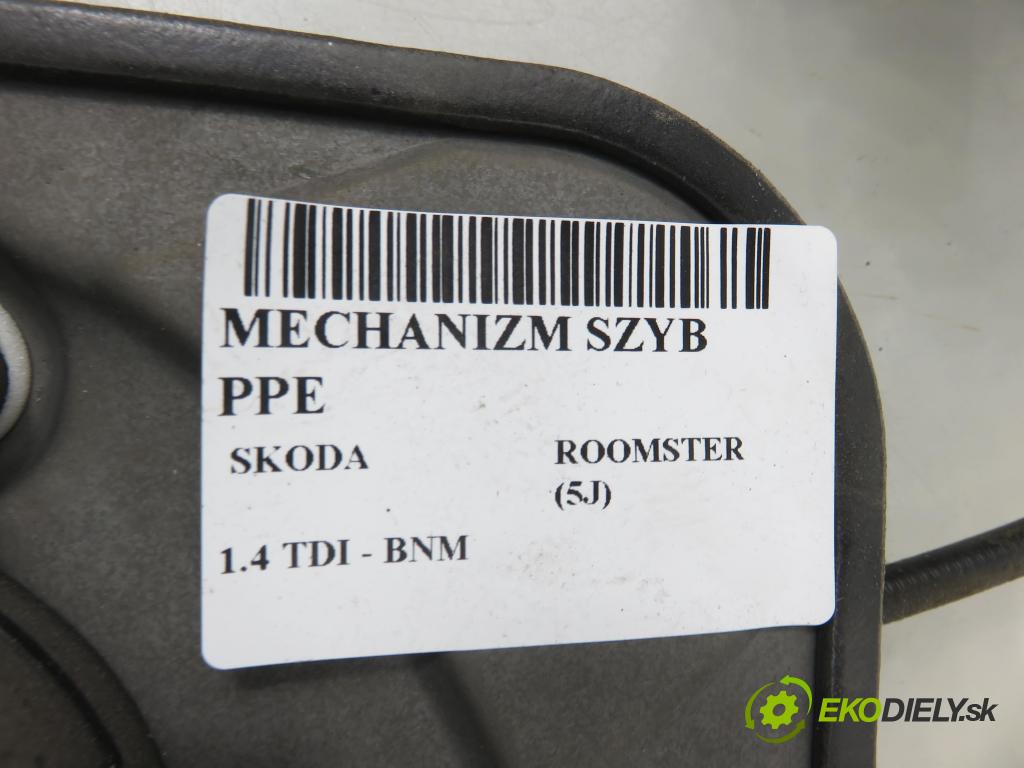 MECHANIZM SZYB
PPE
SKODA
ROOMSTER
(5J)
1.4 TDI - BNM
EKODIELY.sk